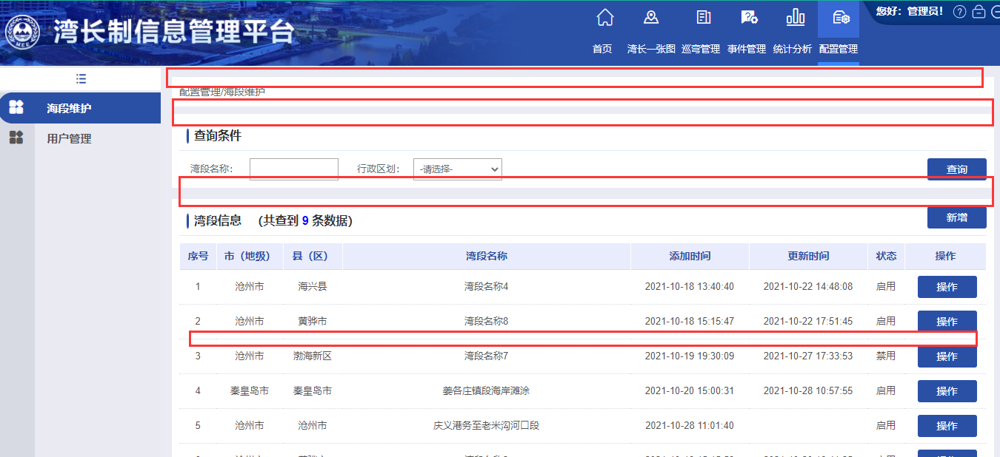 湾长制信息管理平台
MEE
首页 湾长一张图 巡弯管理 事件管理 统计分析 配置管理
您好：管理员！
海段维护
用户管理
配置管理/海段维护
查询条件
湾段名称： 行政区划： -请选择- 查询
湾段信息 (共查到 9 条数据) 新增
序号 市（地级） 县（区） 湾段名称 添加时间 更新时间 状态 操作
1 沧州市 海兴县 湾段名称4 2021-10-18 13:40:40 2021-10-22 14:48:08 启用 操作
2 沧州市 黄骅市 湾段名称8 2021-10-18 15:15:47 2021-10-22 17:51:45 启用 操作
3 沧州市 渤海新区 湾段名称7 2021-10-19 19:30:09 2021-10-27 17:33:53 禁用 操作
4 秦皇岛市 秦皇岛市 姜各庄镇段海岸滩涂 2021-10-20 15:00:31 2021-10-28 10:57:55 启用 操作
5 沧州市 沧州市 庆义港务至老米沟河口段 2021-10-28 11:01:40 启用 操作